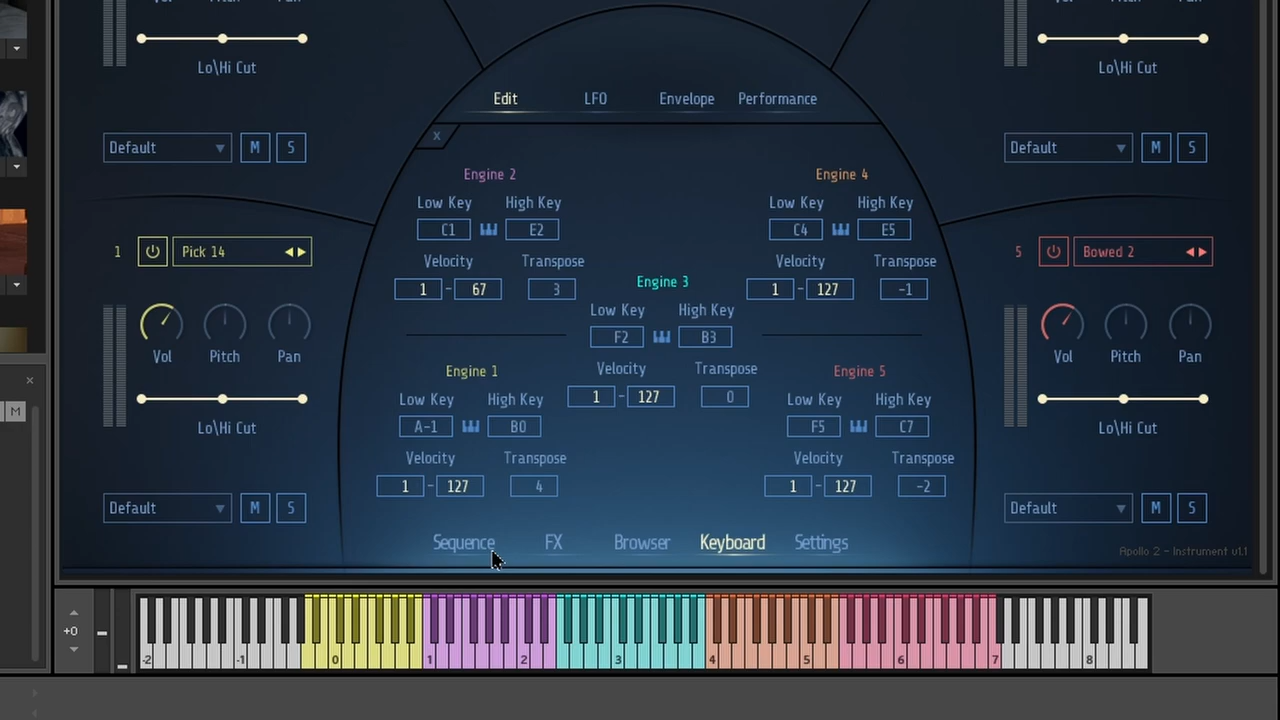 Lo\Hi Cut
Lo\Hi Cut
Edit LFO Envelope Performance
x
Default M S
Default M S
Engine 2
Low Key High Key
C1 E2
Velocity Transpose
1 - 67 3
Engine 4
Low Key High Key
C4 E5
Velocity Transpose
1 - 127 -1
1 Pick 14
Vol Pitch Pan
Lo\Hi Cut
Default M S
Engine 3
Low Key High Key
F2 B3
Velocity Transpose
1 - 127 0
Engine 1
Low Key High Key
A-1 B0
Velocity Transpose
1 - 127 4
Engine 5
Low Key High Key
F5 C7
Velocity Transpose
1 - 127 -2
5 Bowed 2
Vol Pitch Pan
Lo\Hi Cut
Default M S
x
M
Sequence FX Browser Keyboard Settings
Apollo 2 - Instrument v1.1
+0
-2 -1 0 1 2 3 4 5 6 7 8